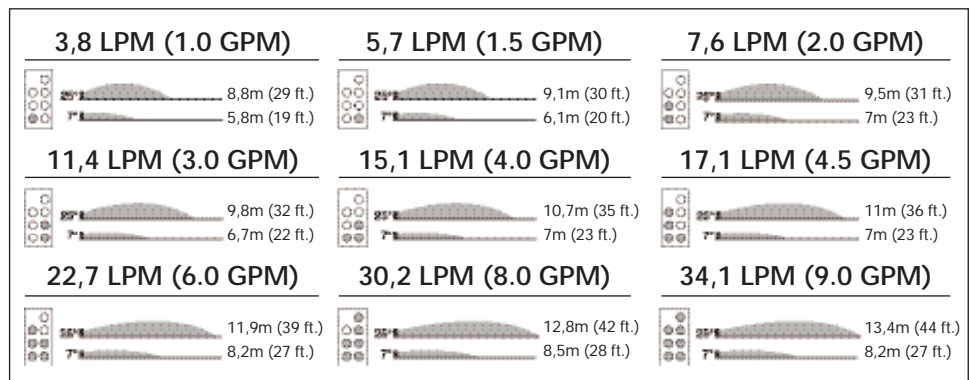 3,8 LPM (1.0 GPM)
25°
8,8m (29 ft.)
7°
5,8m (19 ft.)
5,7 LPM (1.5 GPM)
25°
9,1m (30 ft.)
7°
6,1m (20 ft.)
7,6 LPM (2.0 GPM)
25°
9,5m (31 ft.)
7°
7m (23 ft.)
11,4 LPM (3.0 GPM)
25°
9,8m (32 ft.)
7°
6,7m (22 ft.)
15,1 LPM (4.0 GPM)
25°
10,7m (35 ft.)
7°
7m (23 ft.)
17,1 LPM (4.5 GPM)
25°
11m (36 ft.)
7°
7m (23 ft.)
22,7 LPM (6.0 GPM)
11,9m (39 ft.)
7°
8,2m (27 ft.)
30,2 LPM (8.0 GPM)
25°
12,8m (42 ft.)
7°
8,5m (28 ft.)
34,1 LPM (9.0 GPM)
25°
13,4m (44 ft.)
7°
8,2m (27 ft.)